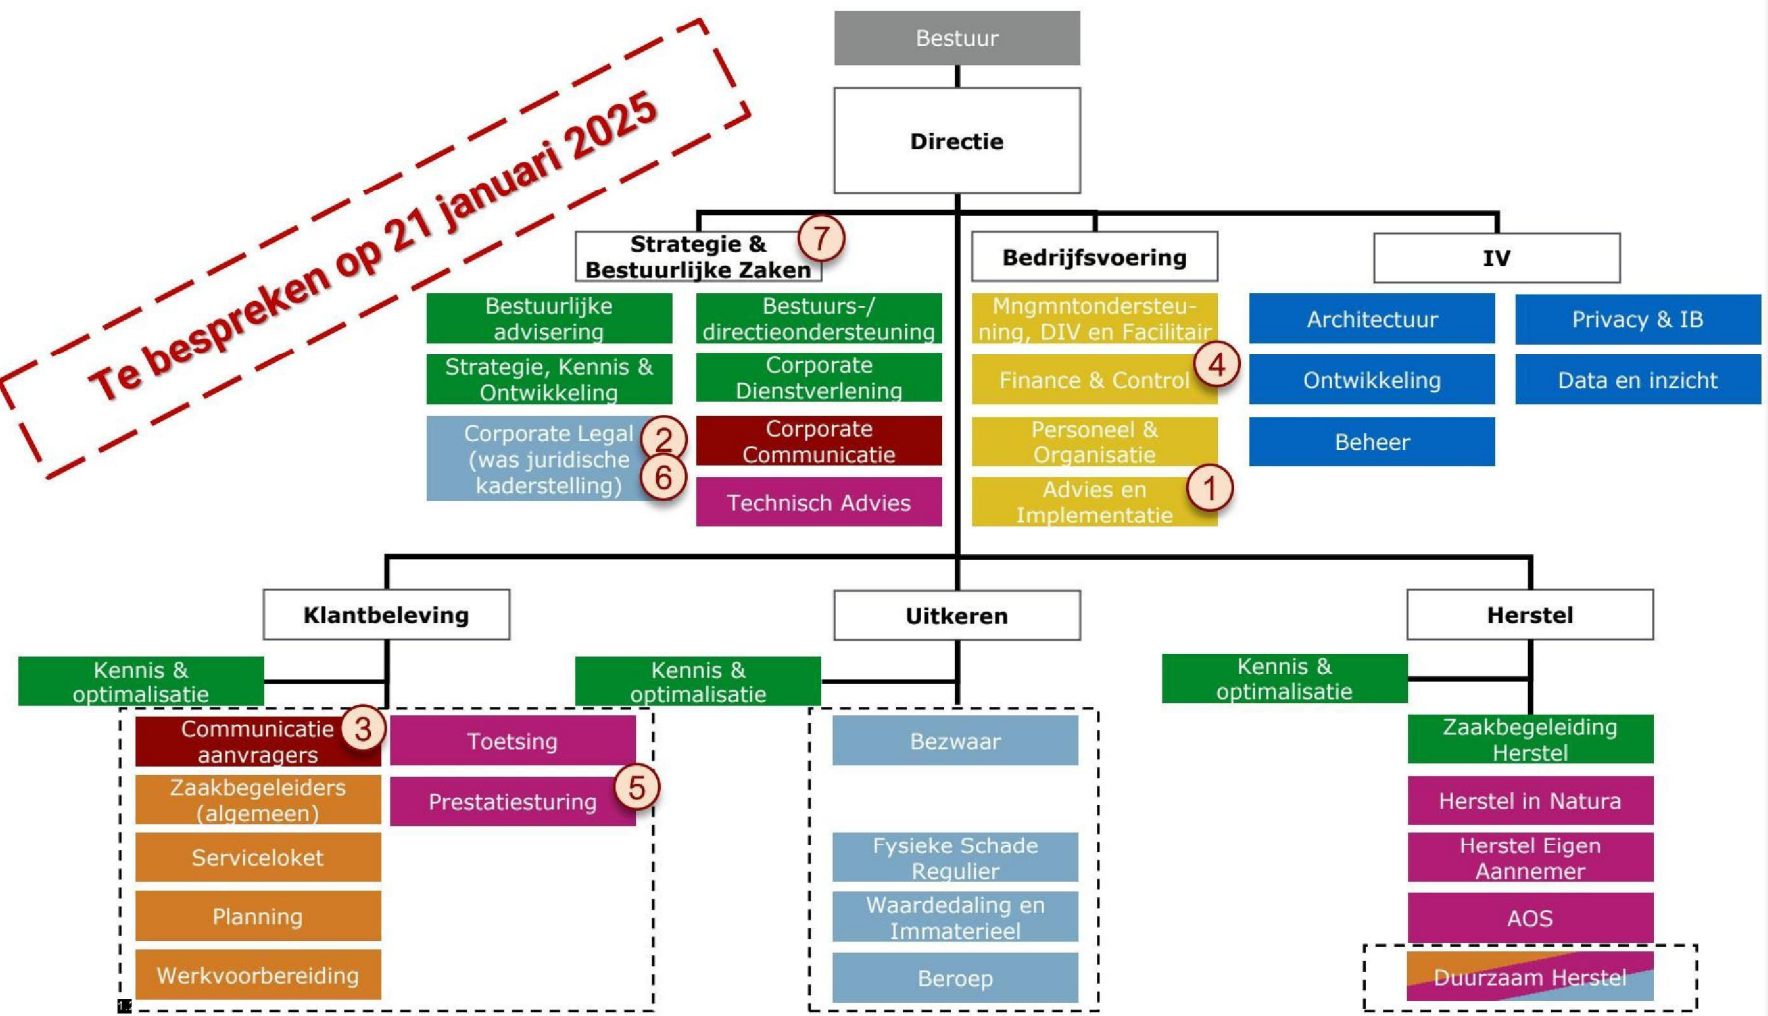 Bestuur
Te bespreken op 21 januari 2025
Directie
Strategie &
Bestuurlijke Zaken
7
Bedrijfsvoering
IV
Bestuurlijke
advisering
Bestuurs-/
directieondersteuning
Mngmntondersteu-
ning, DIV en Facilitair
Architectuur
Privacy & IB
Strategie, Kennis &
Ontwikkeling
Corporate
Dienstverlening
Finance & Control
4
Ontwikkeling
Data en inzicht
Corporate Legal
(was juridische
kaderstelling)
2
6
Corporate
Communicatie
Personeel &
Organisatie
Beheer
Technisch Advies
Advies en
Implementatie
1
Klantbeleving
Uitkeren
Herstel
Kennis &
optimalisatie
Kennis &
optimalisatie
Kennis &
optimalisatie
Communicatie
aanvragers
3
Toetsing
Bezwaar
Zaakbegeleiding
Herstel
Zaakbegeleiders
(algemeen)
Prestatiesturing
5
Herstel in Natura
Serviceloket
Fysieke Schade
Regulier
Herstel Eigen
Aannemer
Planning
Waardedaling en
Immaterieel
AOS
Werkvoorbereiding
Beroep
Duurzaam Herstel